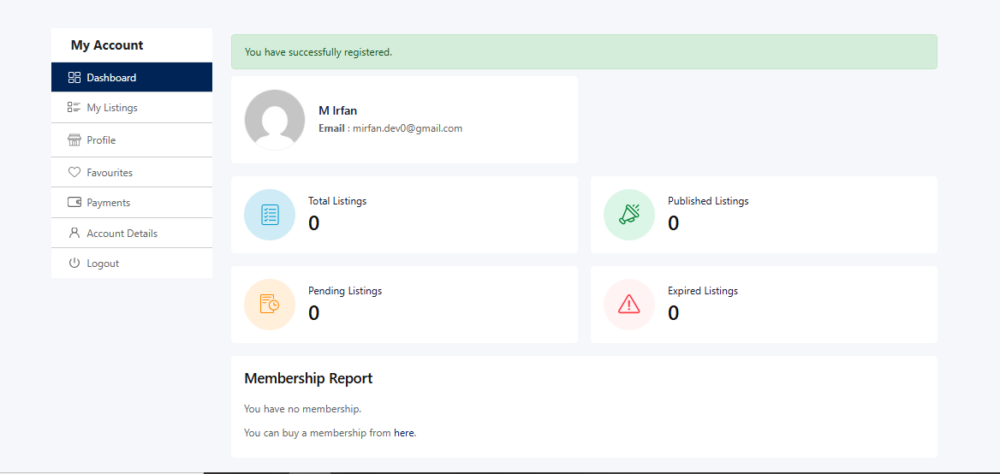 My Account
Dashboard
My Listings
Profile
Favourites
Payments
Account Details
Logout
You have successfully registered.
M Irfan
Email : mirfan.dev0@gmail.com
Total Listings
0
Published Listings
0
Pending Listings
0
Expired Listings
0
Membership Report
You have no membership.
You can buy a membership from here.